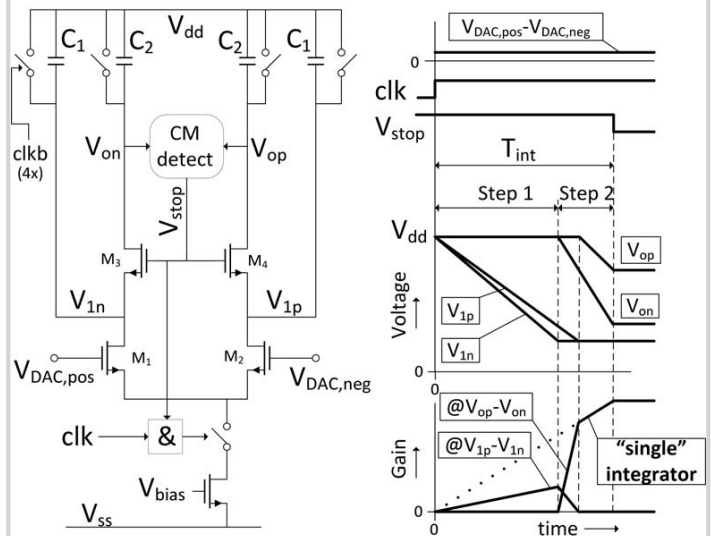 C1
C2
Vdd
C2
C1
clkb
(4x)
Von
CM
detect
Vop
Vstop
M3
M4
V1n
V1p
VDAC,pos
M1
M2
VDAC,neg
clk
&
Vbias
Vss
VDAC,pos-VDAC,neg
0
clk
Vstop
Tint
Step 1
Step 2
Vdd
Voltage
Vop
Von
V1p
V1n
0
0
@Vop-Von
@V1p-V1n
Gain
"single"
integrator
0
0
time